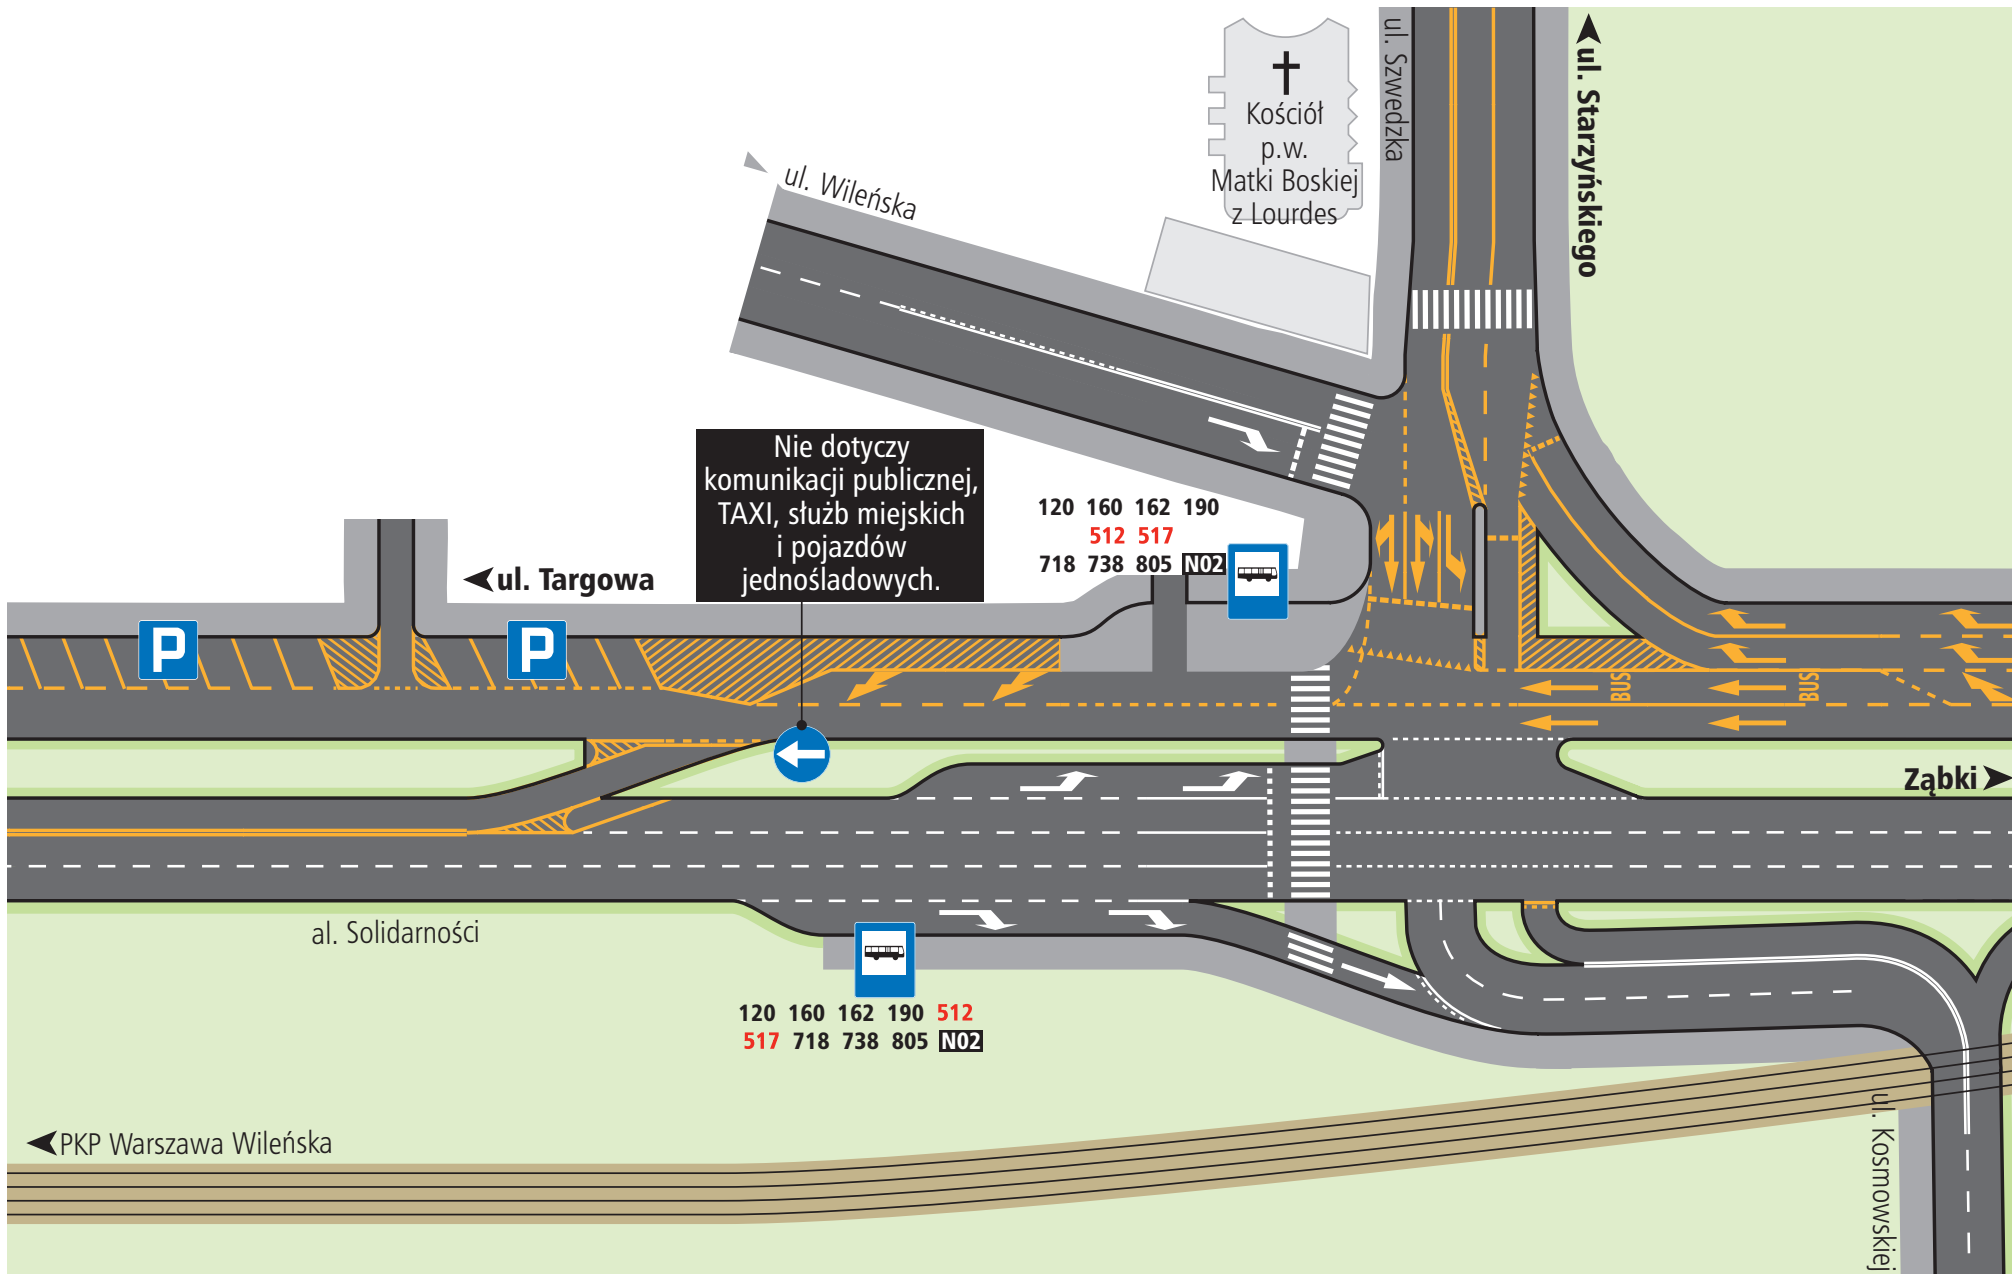 ul. Szwedzka
ul. Starzyńskiego
Kościół
p.w.
Matki Boskiej
z Lourdes
ul. Wileńska
Nie dotyczy
komunikacji publicznej,
TAXI, służb miejskich
i pojazdów
jednośladowych.
120 160 162 190
512 517
718 738 805 N02
ul. Targowa
P
P
BUS
BUS
Ząbki
al. Solidarności
120 160 162 190 512
517 718 738 805 N02
PKP Warszawa Wileńska
ul. Kosmowskiej